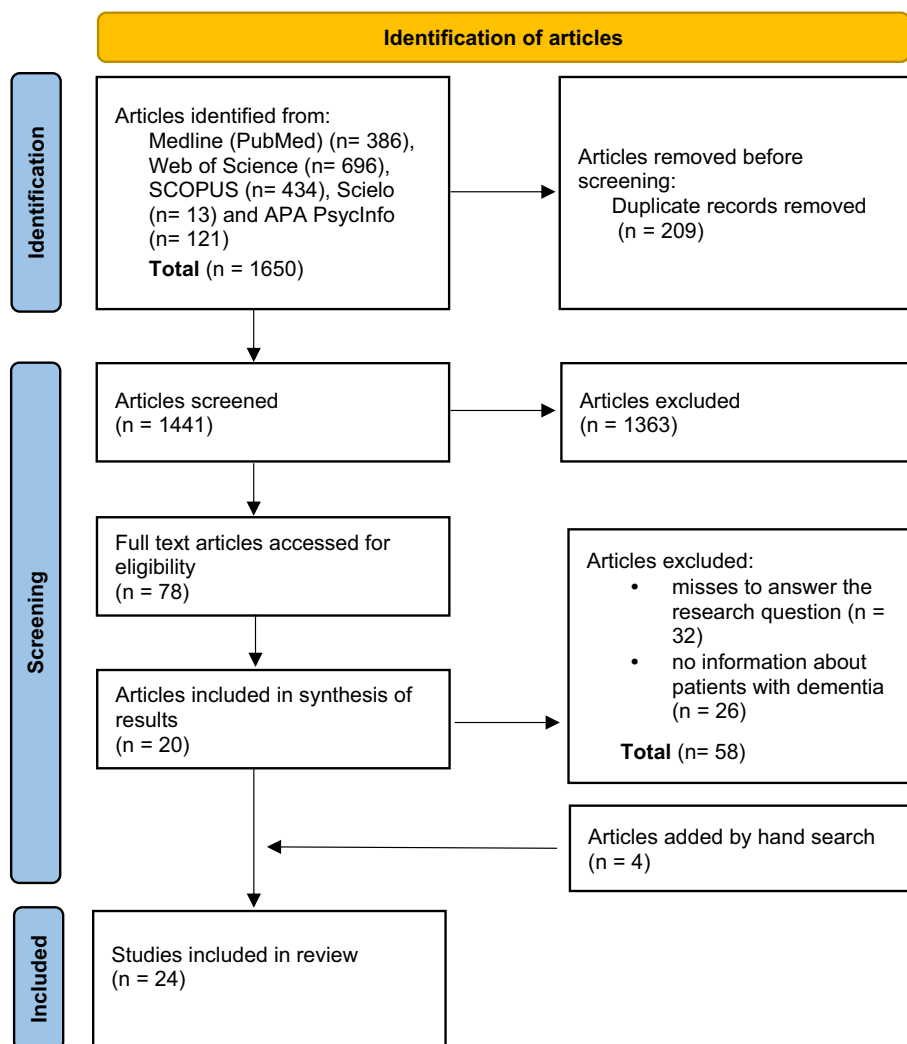 Identification of articles
Identification
Articles identified from:
Medline (PubMed) (n= 386),
Web of Science (n= 696),
SCOPUS (n= 434), Scielo
(n= 13) and APA PsycInfo
(n= 121)
Total (n = 1650)
Articles removed before
screening:
Duplicate records removed
(n = 209)
Screening
Articles screened
(n = 1441)
Articles excluded
(n = 1363)
Full text articles accessed for
eligibility
(n = 78)
Articles excluded:
• misses to answer the
research question (n =
32)
• no information about
patients with dementia
(n = 26)
Total (n= 58)
Articles included in synthesis of
results
(n = 20)
Articles added by hand search
(n = 4)
Included
Studies included in review
(n = 24)